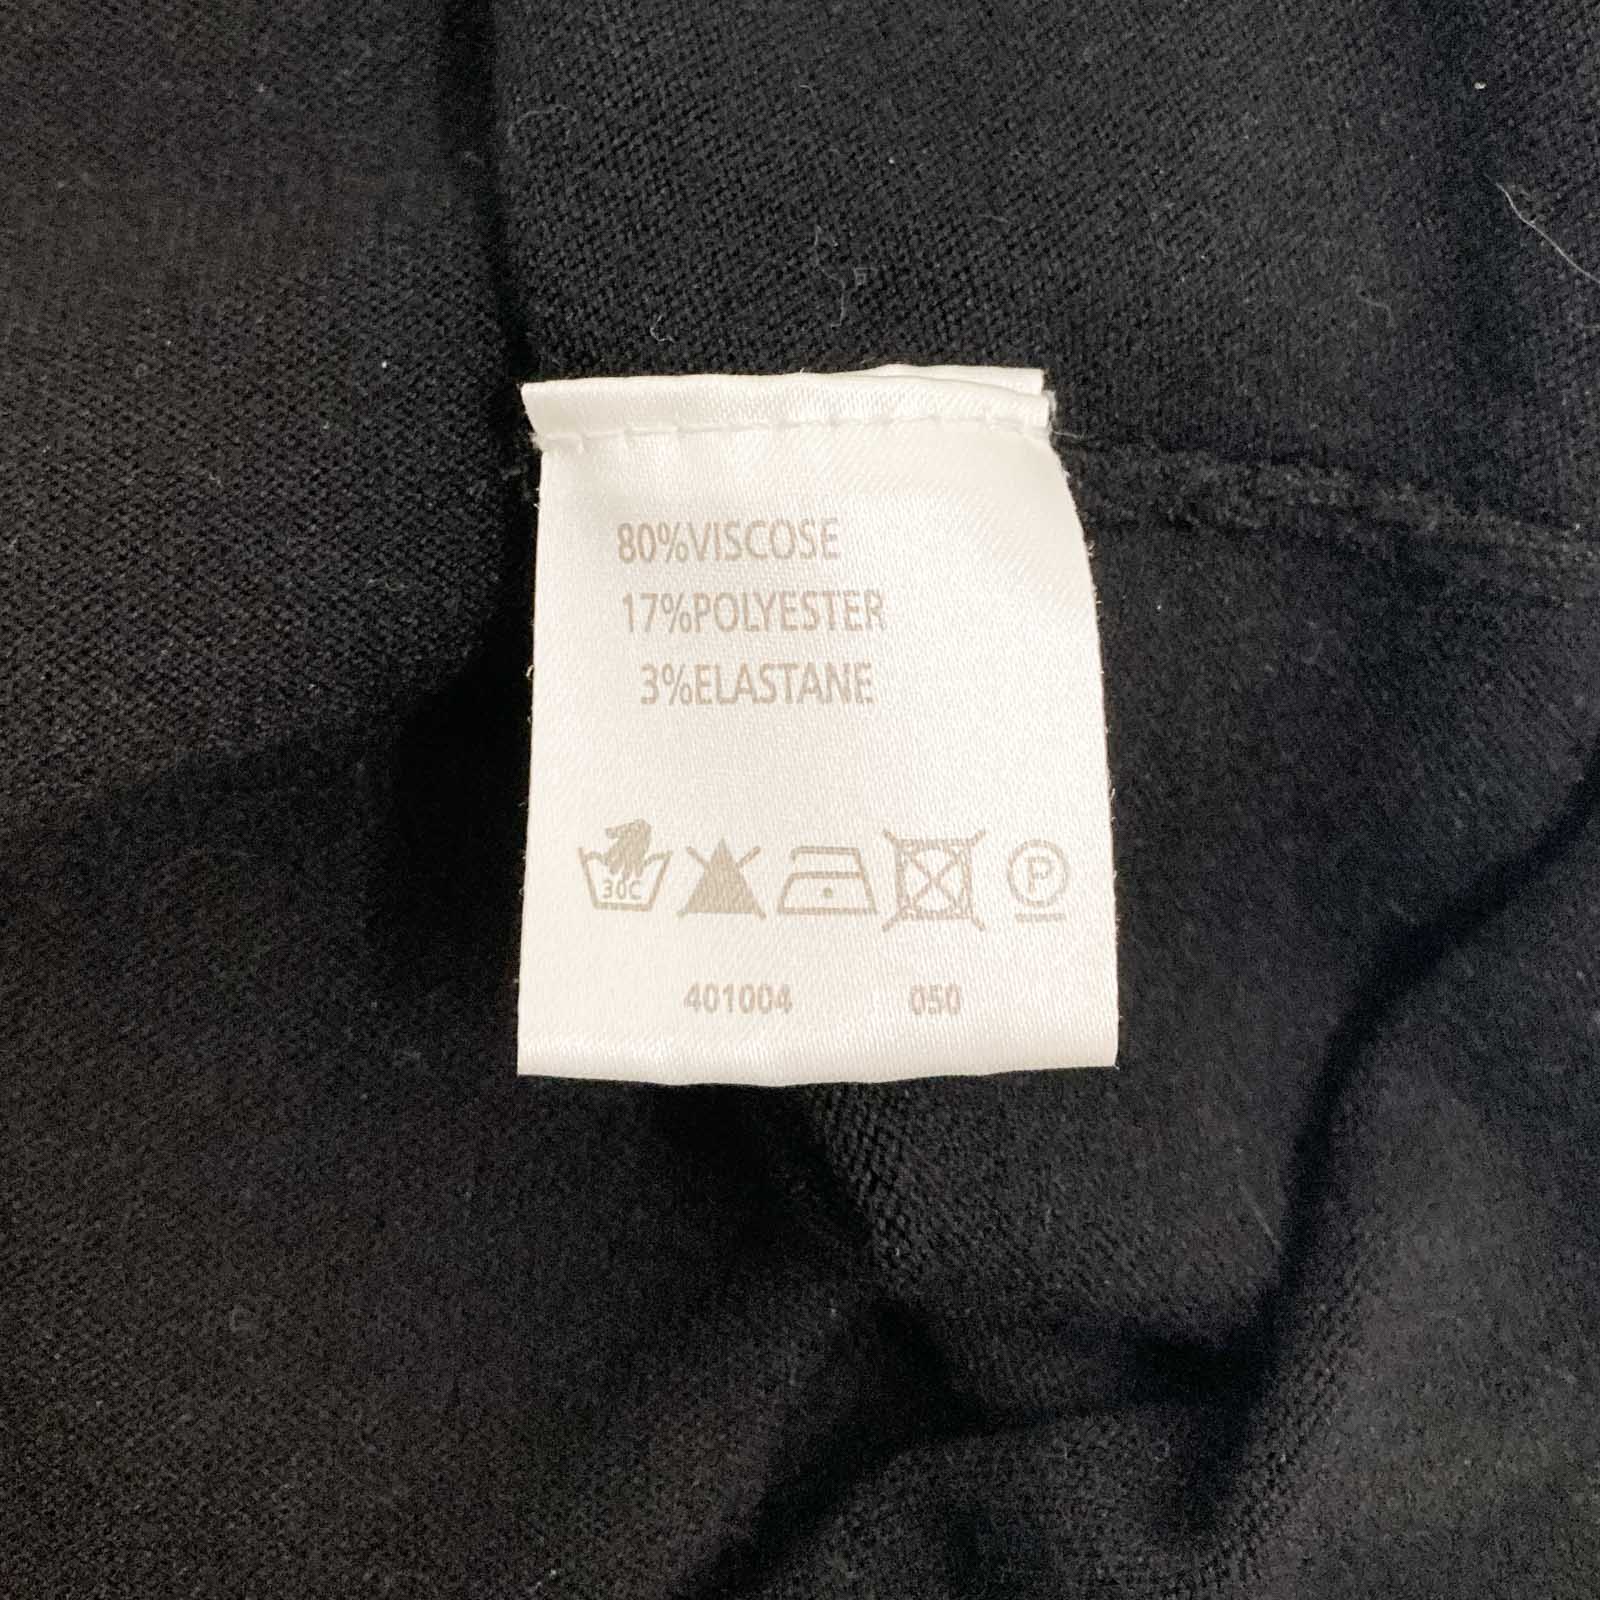 80%VISCOSE
17%POLYESTER
3%ELASTANE
30C P
401004 050